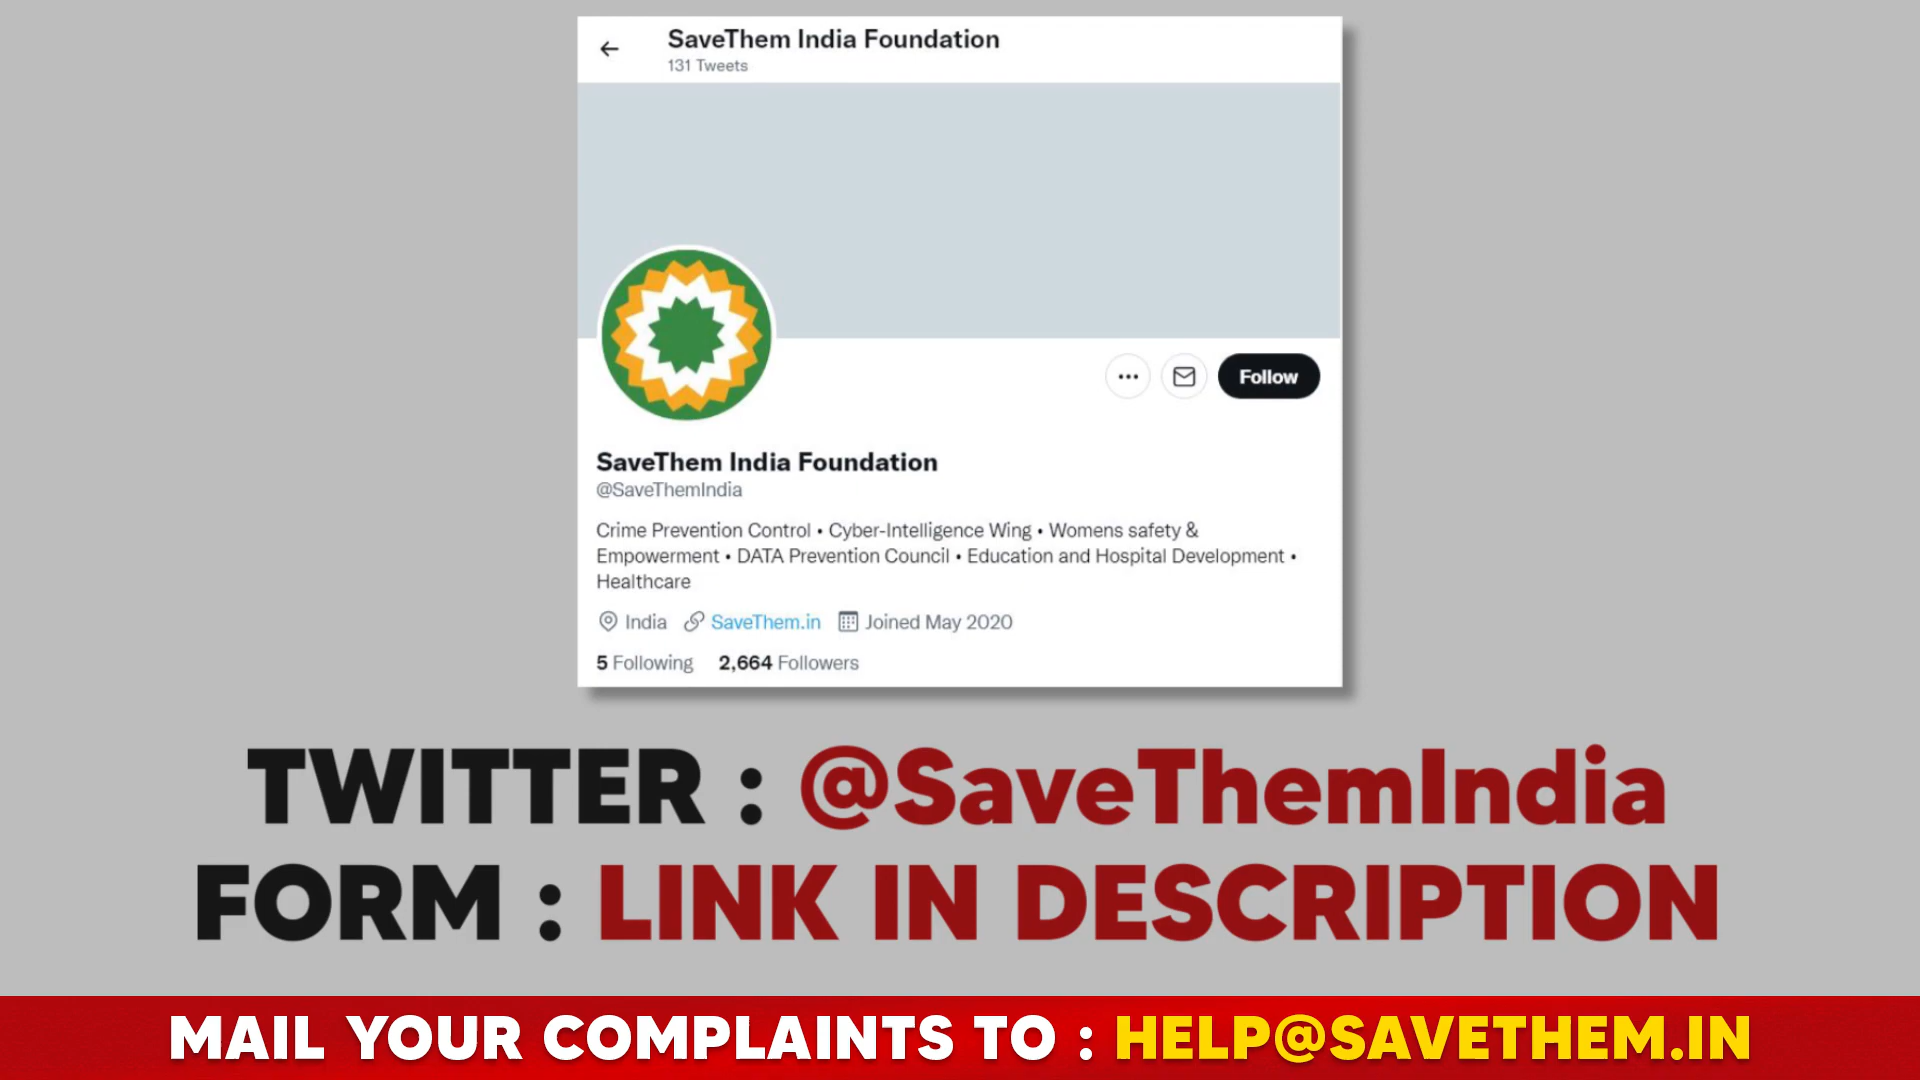 SaveThem India Foundation
131 Tweets
Follow
SaveThem India Foundation
@SaveThemIndia
Crime Prevention Control • Cyber-Intelligence Wing • Womens safety &
Empowerment • DATA Prevention Council • Education and Hospital Development •
Healthcare
India SaveThem.in Joined May 2020
5 Following 2,664 Followers
TWITTER : @SaveThemIndia
FORM : LINK IN DESCRIPTION
MAIL YOUR COMPLAINTS TO : HELP@SAVETHEM.IN